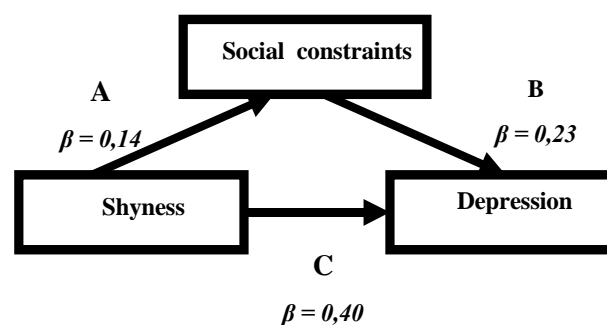 Social constraints
A
B
β = 0,14
β = 0,23
Shyness
Depression
C
β = 0,40